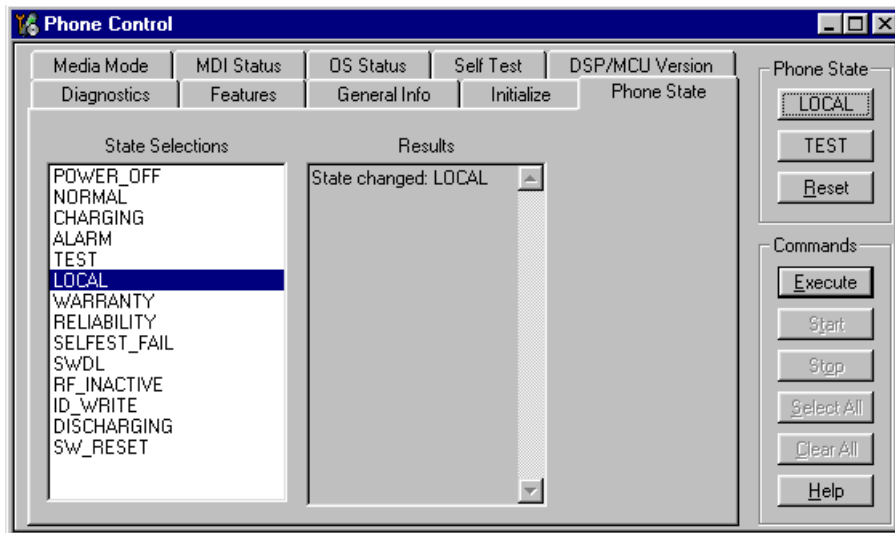 Phone Control
Media Mode MDI Status OS Status Self Test DSP/MCU Version
Diagnostics Features General Info Initialize Phone State
State Selections
POWER_OFF
NORMAL
CHARGING
ALARM
TEST
LOCAL
WARRANTY
RELIABILITY
SELFEST_FAIL
SWDL
RF_INACTIVE
ID_WRITE
DISCHARGING
SW_RESET
Results
State changed: LOCAL
Phone State
LOCAL
TEST
Reset
Commands
Execute
Start
Stop
Select All
Clear All
Help